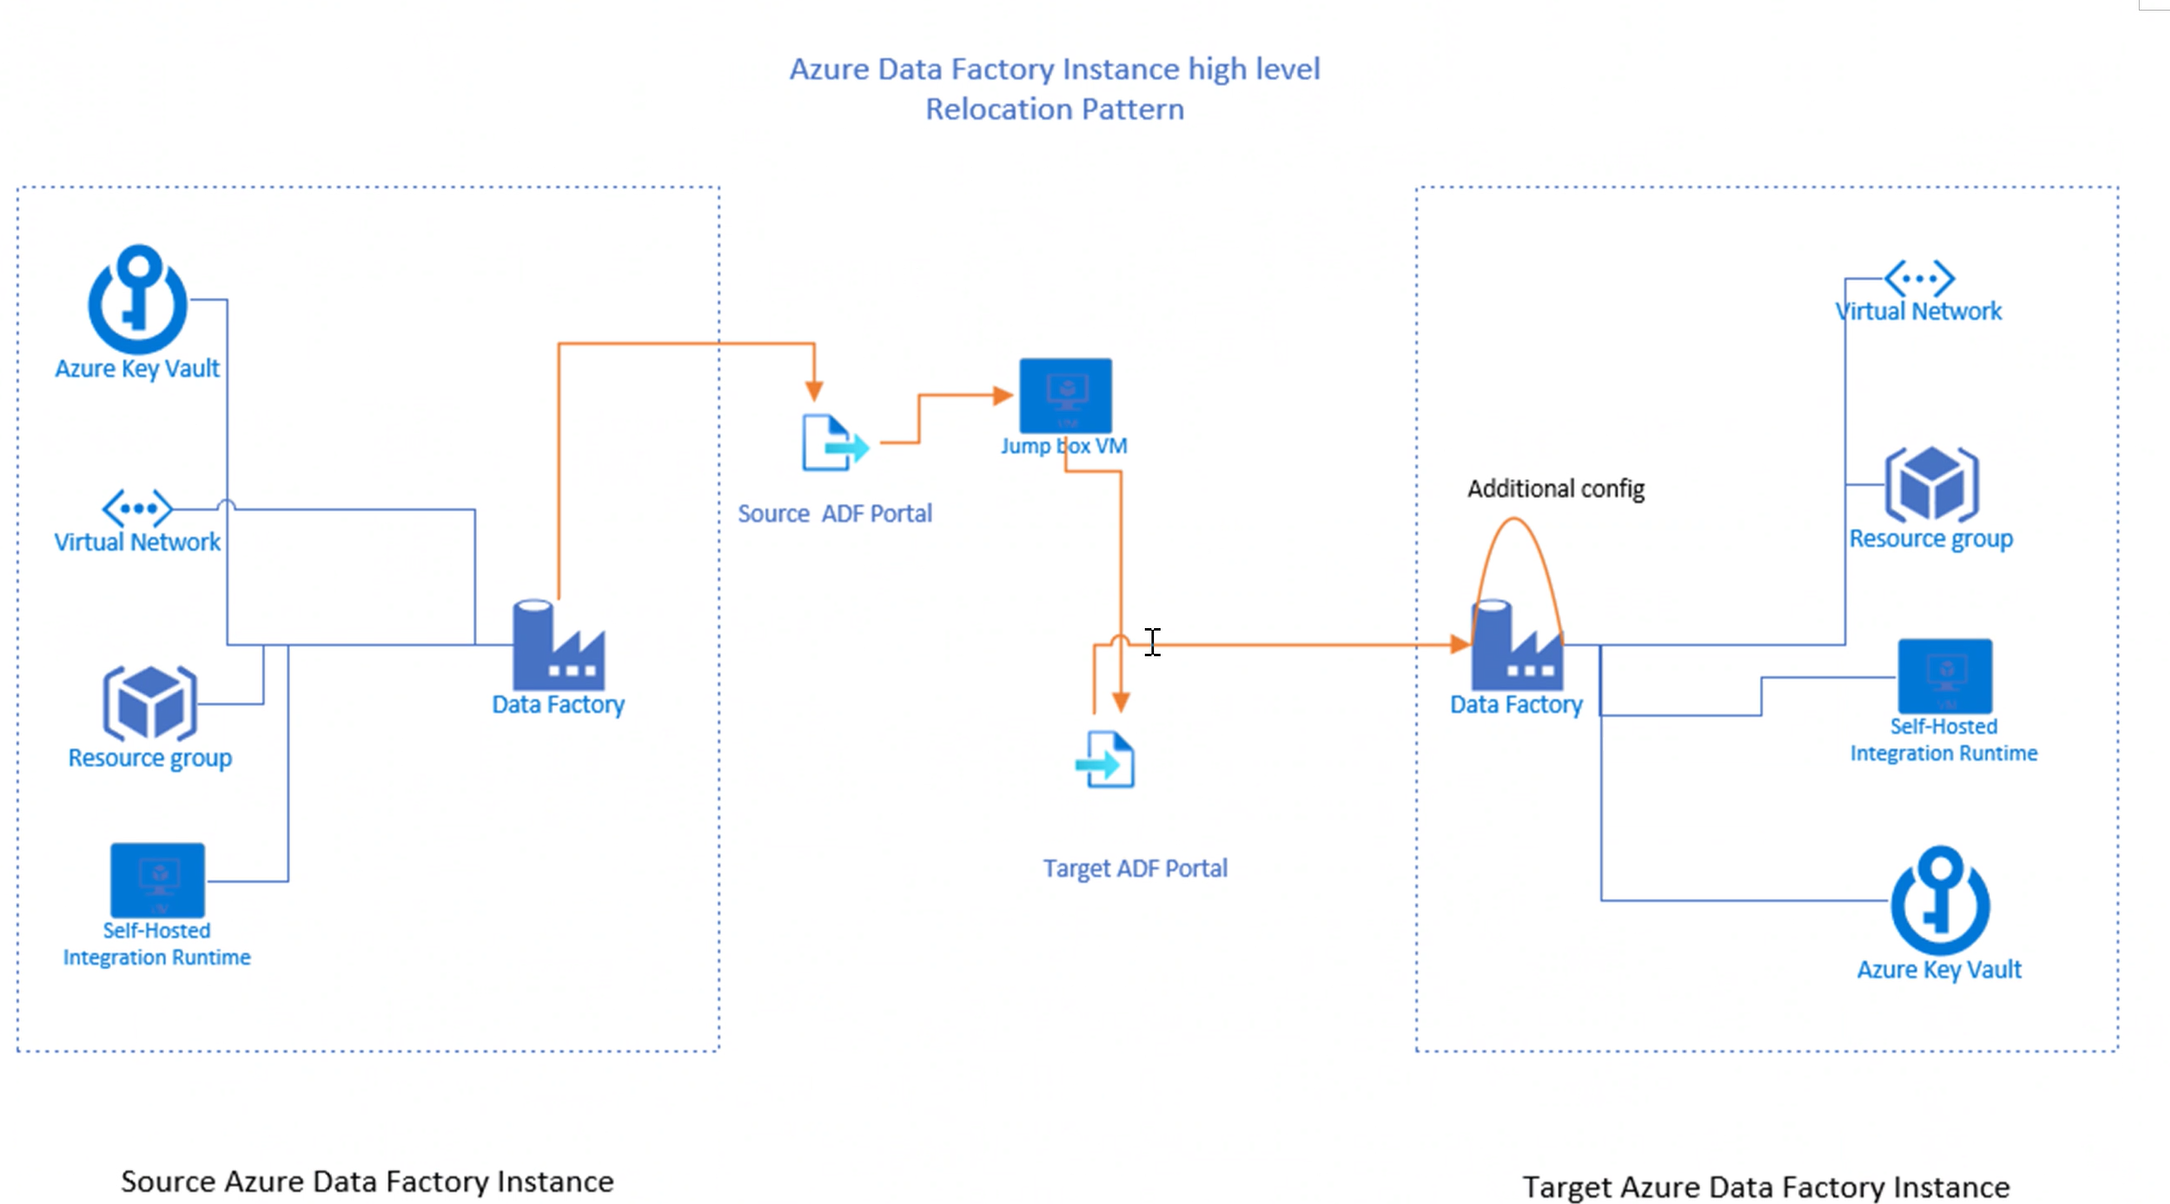 Azure Data Factory Instance high level
Relocation Pattern
Azure Key Vault
Virtual Network
Resource group
Self-Hosted
Integration Runtime
Data Factory
Source  ADF Portal
Jump box VM
Target ADF Portal
Additional config
Data Factory
Virtual Network
Resource group
Self-Hosted
Integration Runtime
Azure Key Vault
Source Azure Data Factory Instance
Target Azure Data Factory Instance